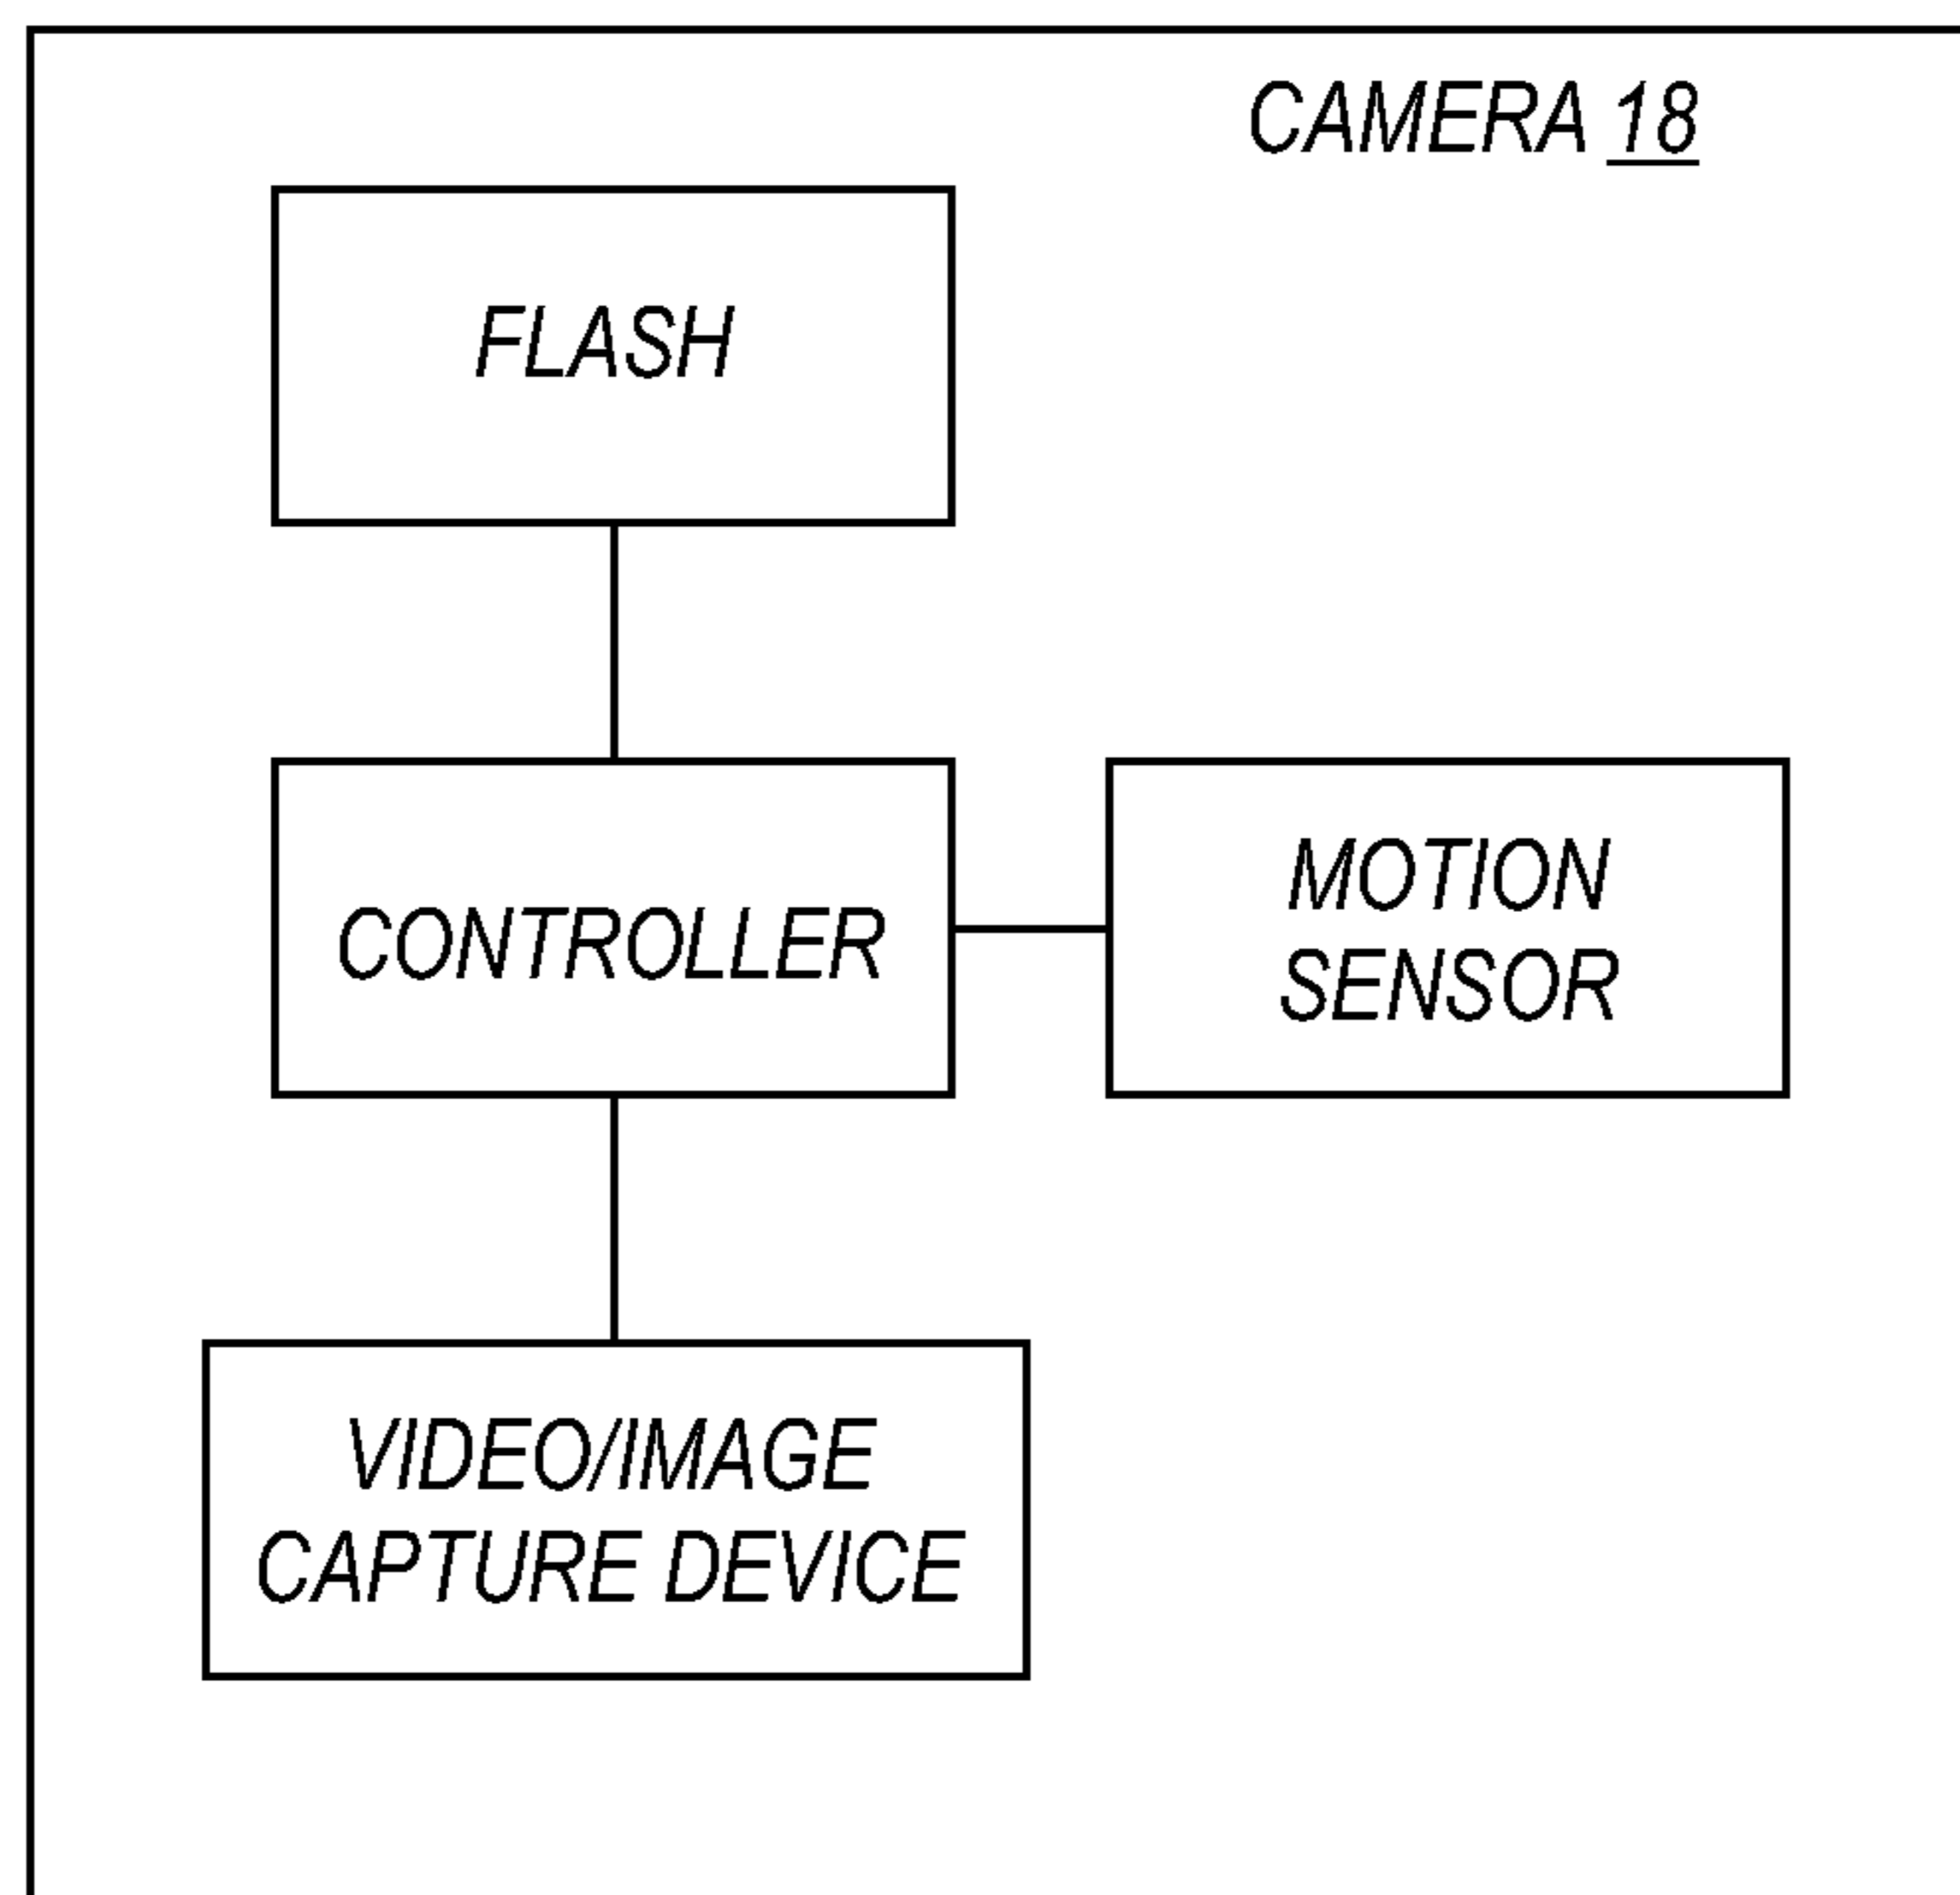 CAMERA 18
FLASH
CONTROLLER
MOTION
SENSOR
VIDEO/IMAGE
CAPTURE DEVICE